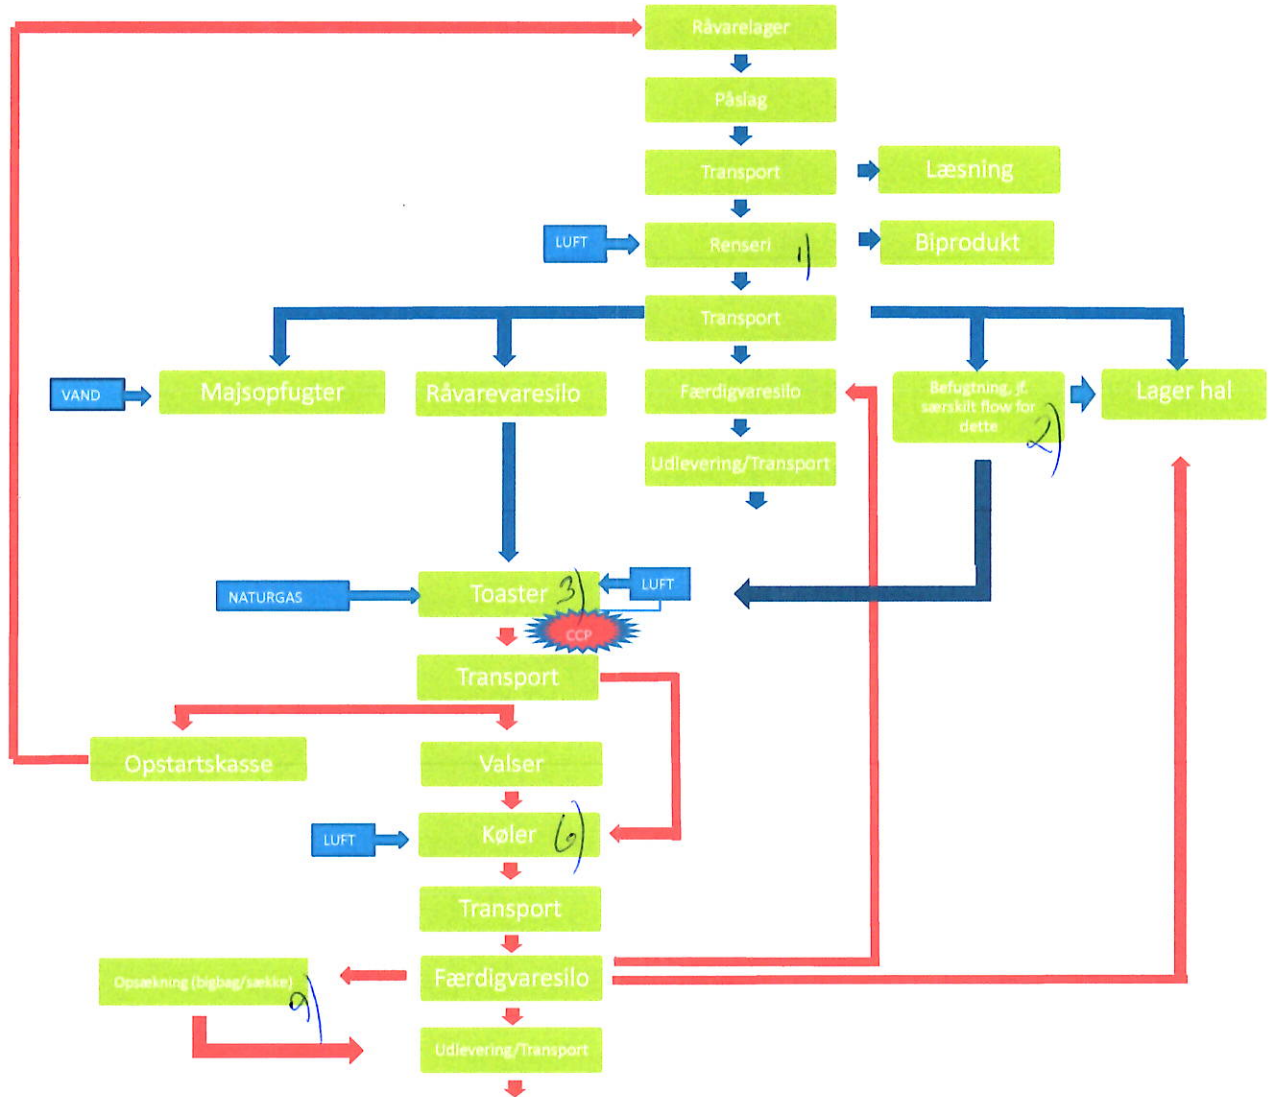 Råvarelager
Påslag
Transport
Læsning
LUFT
Renseri
1)
Biprodukt
Transport
VAND
Majsopfugter
Råvarevaresilo
Færdigvaresilo
Befugtning, jf.
særskilt flow for
dette
2)
Lager hal
Udlevering/Transport
NATURGAS
Toaster
3)
LUFT
CCP
Transport
Opstartskasse
Valser
LUFT
Køler
6)
Transport
Opsækning (bigbag/sække)
9)
Færdigvaresilo
Udlevering/Transport